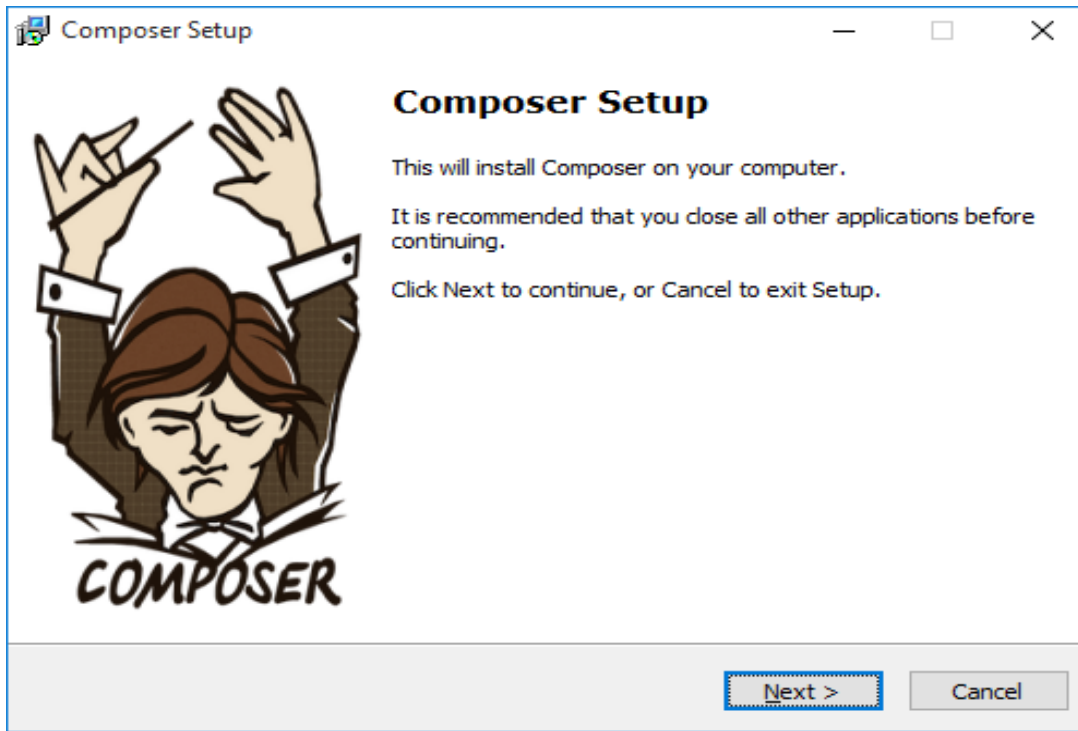 Composer Setup
Composer Setup
This will install Composer on your computer.
It is recommended that you close all other applications before
continuing.
Click Next to continue, or Cancel to exit Setup.
COMPOSER
Next >
Cancel